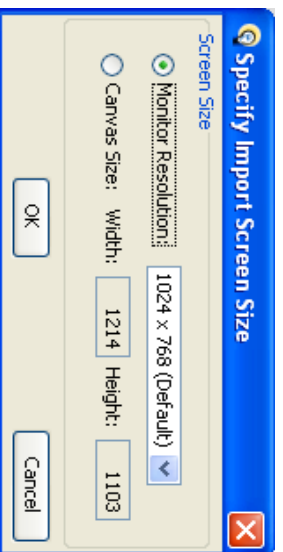 Specify Import Screen Size
Screen Size
Monitor Resolution: 1024 x 768 (Default)
Canvas Size: Width: 1214 Height: 1103
OK Cancel